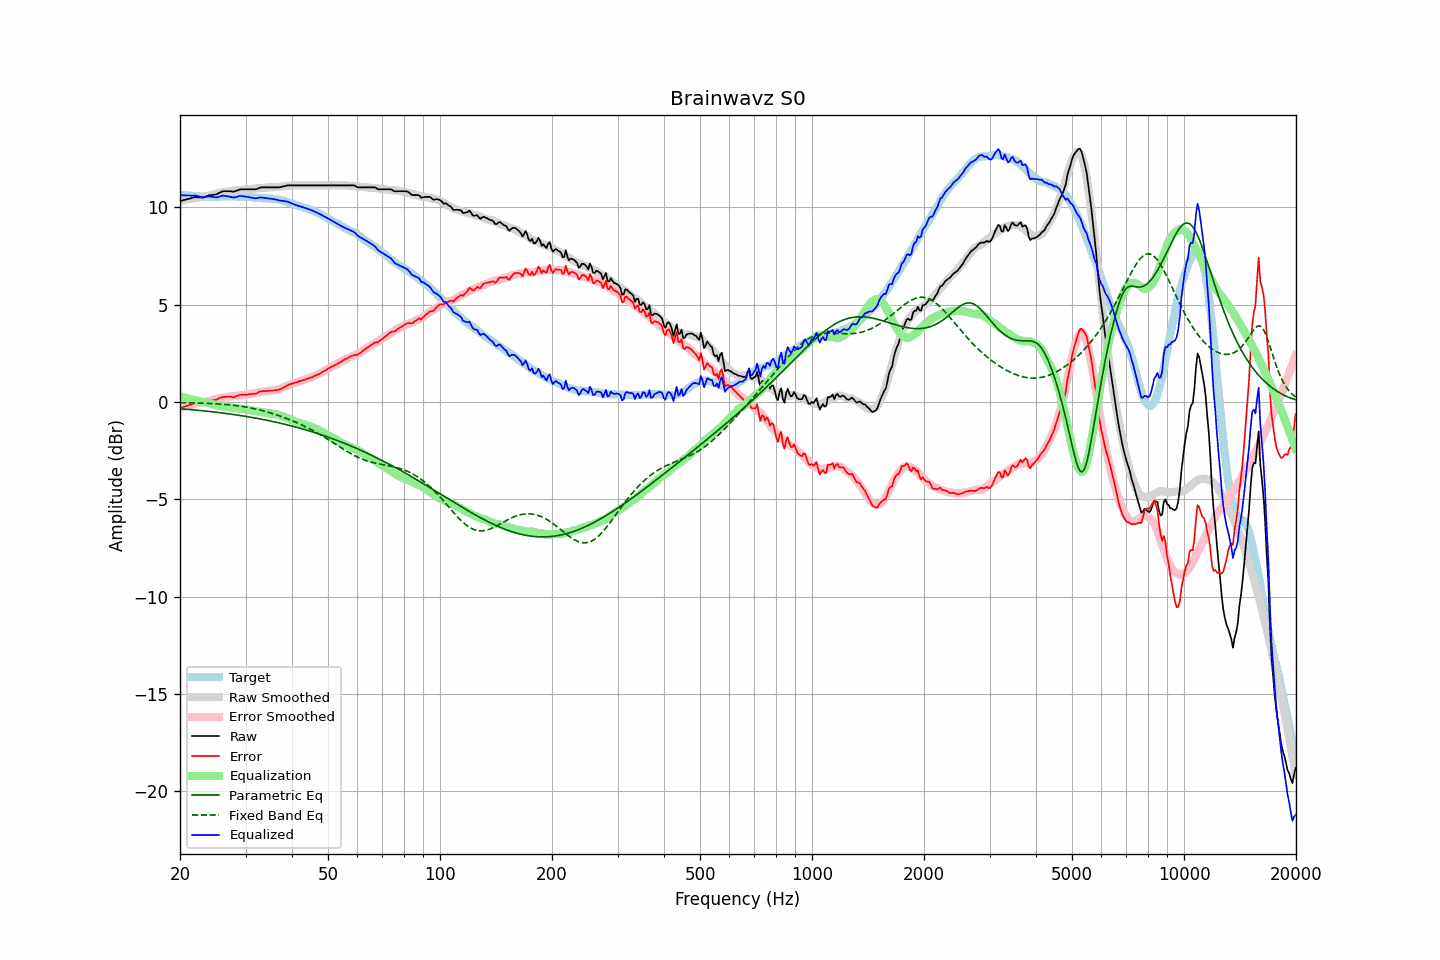 Brainwavz S0
Amplitude (dBr)
10
5
0
−5
−10
−15
−20
Target
Raw Smoothed
Error Smoothed
Raw
Error
Equalization
Parametric Eq
Fixed Band Eq
Equalized
20
50
100
200
500
1000
2000
5000
10000
20000
Frequency (Hz)